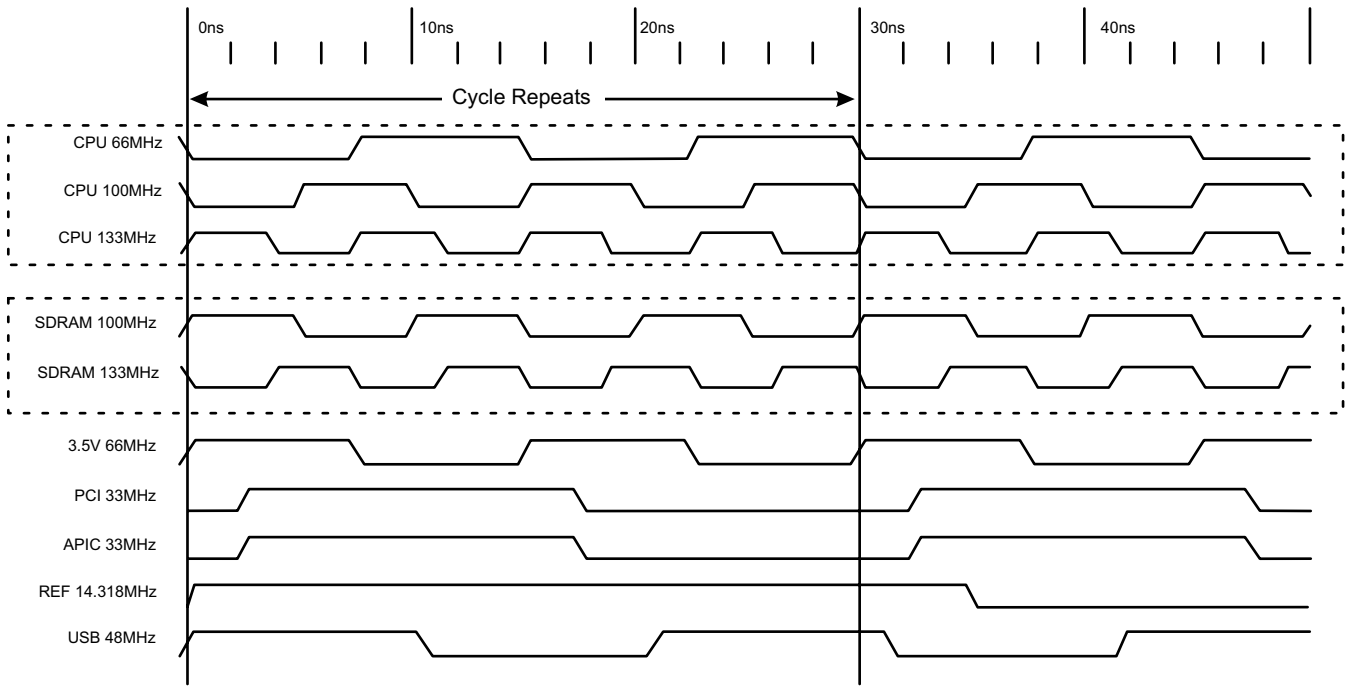 0ns 10ns 20ns 30ns 40ns
Cycle Repeats
CPU 66MHz
CPU 100MHz
CPU 133MHz
SDRAM 100MHz
SDRAM 133MHz
3.5V 66MHz
PCI 33MHz
APIC 33MHz
REF 14.318MHz
USB 48MHz